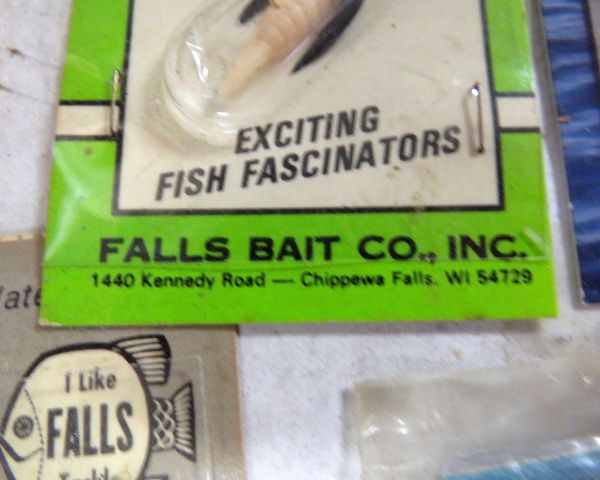 EXCITING
FISH FASCINATORS
FALLS BAIT CO., INC.
1440 Kennedy Road — Chippewa Falls, WI 54729
I Like
FALLS